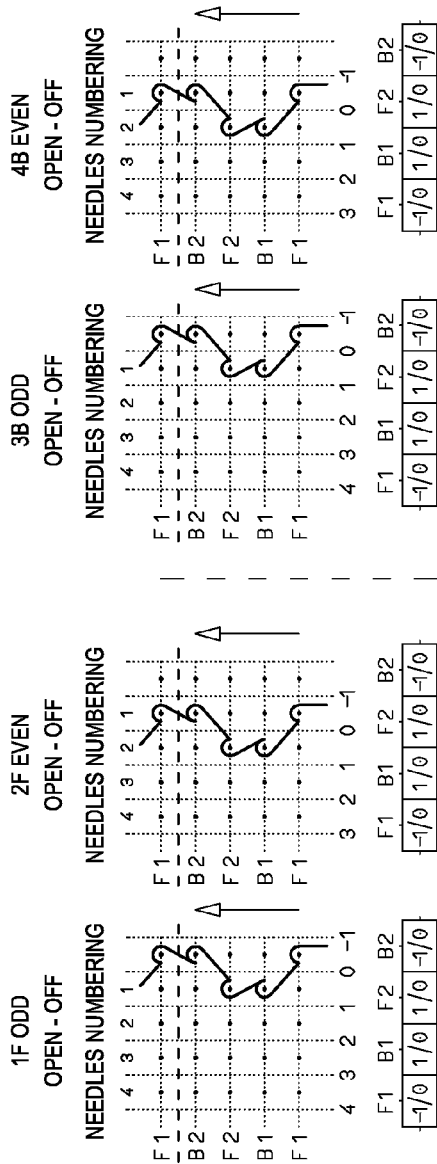 1F ODD
OPEN - OFF
NEEDLES NUMBERING
4 3 2 1
F1
B2
F2
B1
F1
4 3 2 1 0 -1
F1 B1 F2 B2
-1/0 1/0 1/0 -1/0
2F EVEN
OPEN - OFF
NEEDLES NUMBERING
4 3 2 1
F1
B2
F2
B1
F1
3 2 1 0 -1
F1 B1 F2 B2
-1/0 1/0 1/0 -1/0
3B ODD
OPEN - OFF
NEEDLES NUMBERING
4 3 2 1
F1
B2
F2
B1
F1
4 3 2 1 0 -1
F1 B1 F2 B2
-1/0 1/0 1/0 -1/0
4B EVEN
OPEN - OFF
NEEDLES NUMBERING
4 3 2 1
F1
B2
F2
B1
F1
3 2 1 0 -1
F1 B1 F2 B2
-1/0 1/0 1/0 -1/0